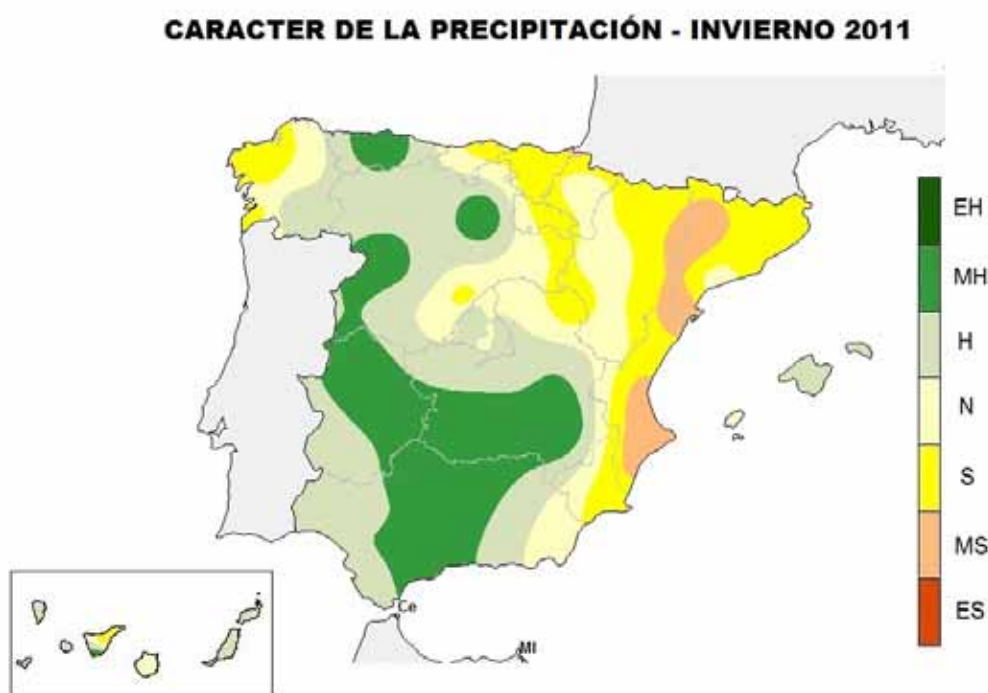 CARACTER DE LA PRECIPITACIÓN - INVIERNO 2011
EH
MH
H
N
S
MS
ES
Ce
Ml